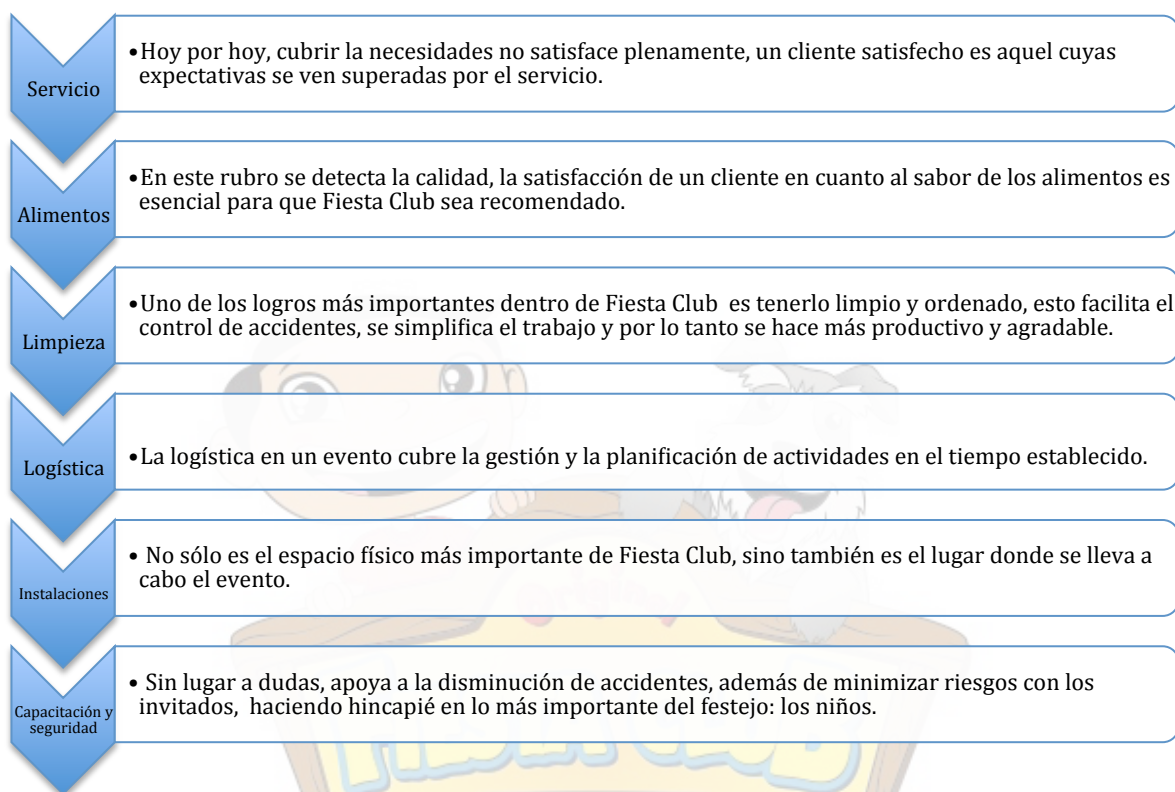 Servicio
•Hoy por hoy, cubrir la necesidades no satisface plenamente, un cliente satisfecho es aquel cuyas
expectativas se ven superadas por el servicio.
Alimentos
•En este rubro se detecta la calidad, la satisfacción de un cliente en cuanto al sabor de los alimentos es
esencial para que Fiesta Club sea recomendado.
Limpieza
•Uno de los logros más importantes dentro de Fiesta Club es tenerlo limpio y ordenado, esto facilita el
control de accidentes, se simplifica el trabajo y por lo tanto se hace más productivo y agradable.
Logística
•La logística en un evento cubre la gestión y la planificación de actividades en el tiempo establecido.
Instalaciones
• No sólo es el espacio físico más importante de Fiesta Club, sino también es el lugar donde se lleva a
cabo el evento.
Capacitación y
seguridad
• Sin lugar a dudas, apoya a la disminución de accidentes, además de minimizar riesgos con los
invitados, haciendo hincapié en lo más importante del festejo: los niños.
Original
FIESTA CLUB